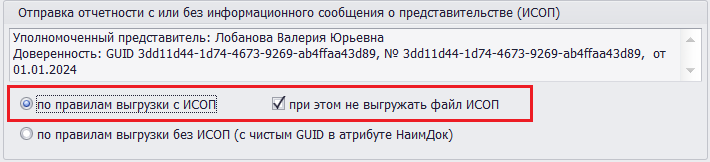 Отправка отчетности с или без информационного сообщения о представительстве (ИСОП)
Уполномоченный представитель: Лобанова Валерия Юрьевна
Доверенность: GUID 3dd11d44-1d74-4673-9269-ab4ffaa43d89, № 3dd11d44-1d74-4673-9269-ab4ffaa43d89, от
01.01.2024
по правилам выгрузки с ИСОП при этом не выгружать файл ИСОП
по правилам выгрузки без ИСОП (с чистым GUID в атрибуте НаимДок)